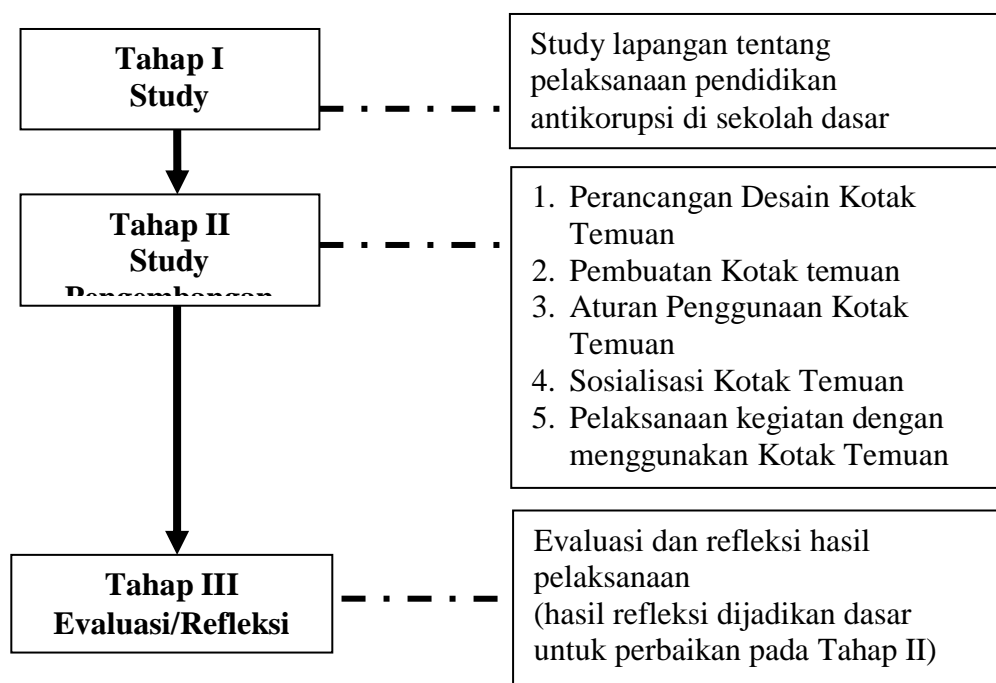 Tahap I
Study
Study lapangan tentang
pelaksanaan pendidikan
antikorupsi di sekolah dasar
Tahap II
Study
Pengembangan
1. Perancangan Desain Kotak
Temuan
2. Pembuatan Kotak temuan
3. Aturan Penggunaan Kotak
Temuan
4. Sosialisasi Kotak Temuan
5. Pelaksanaan kegiatan dengan
menggunakan Kotak Temuan
Tahap III
Evaluasi/Refleksi
Evaluasi dan refleksi hasil
pelaksanaan
(hasil refleksi dijadikan dasar
untuk perbaikan pada Tahap II)